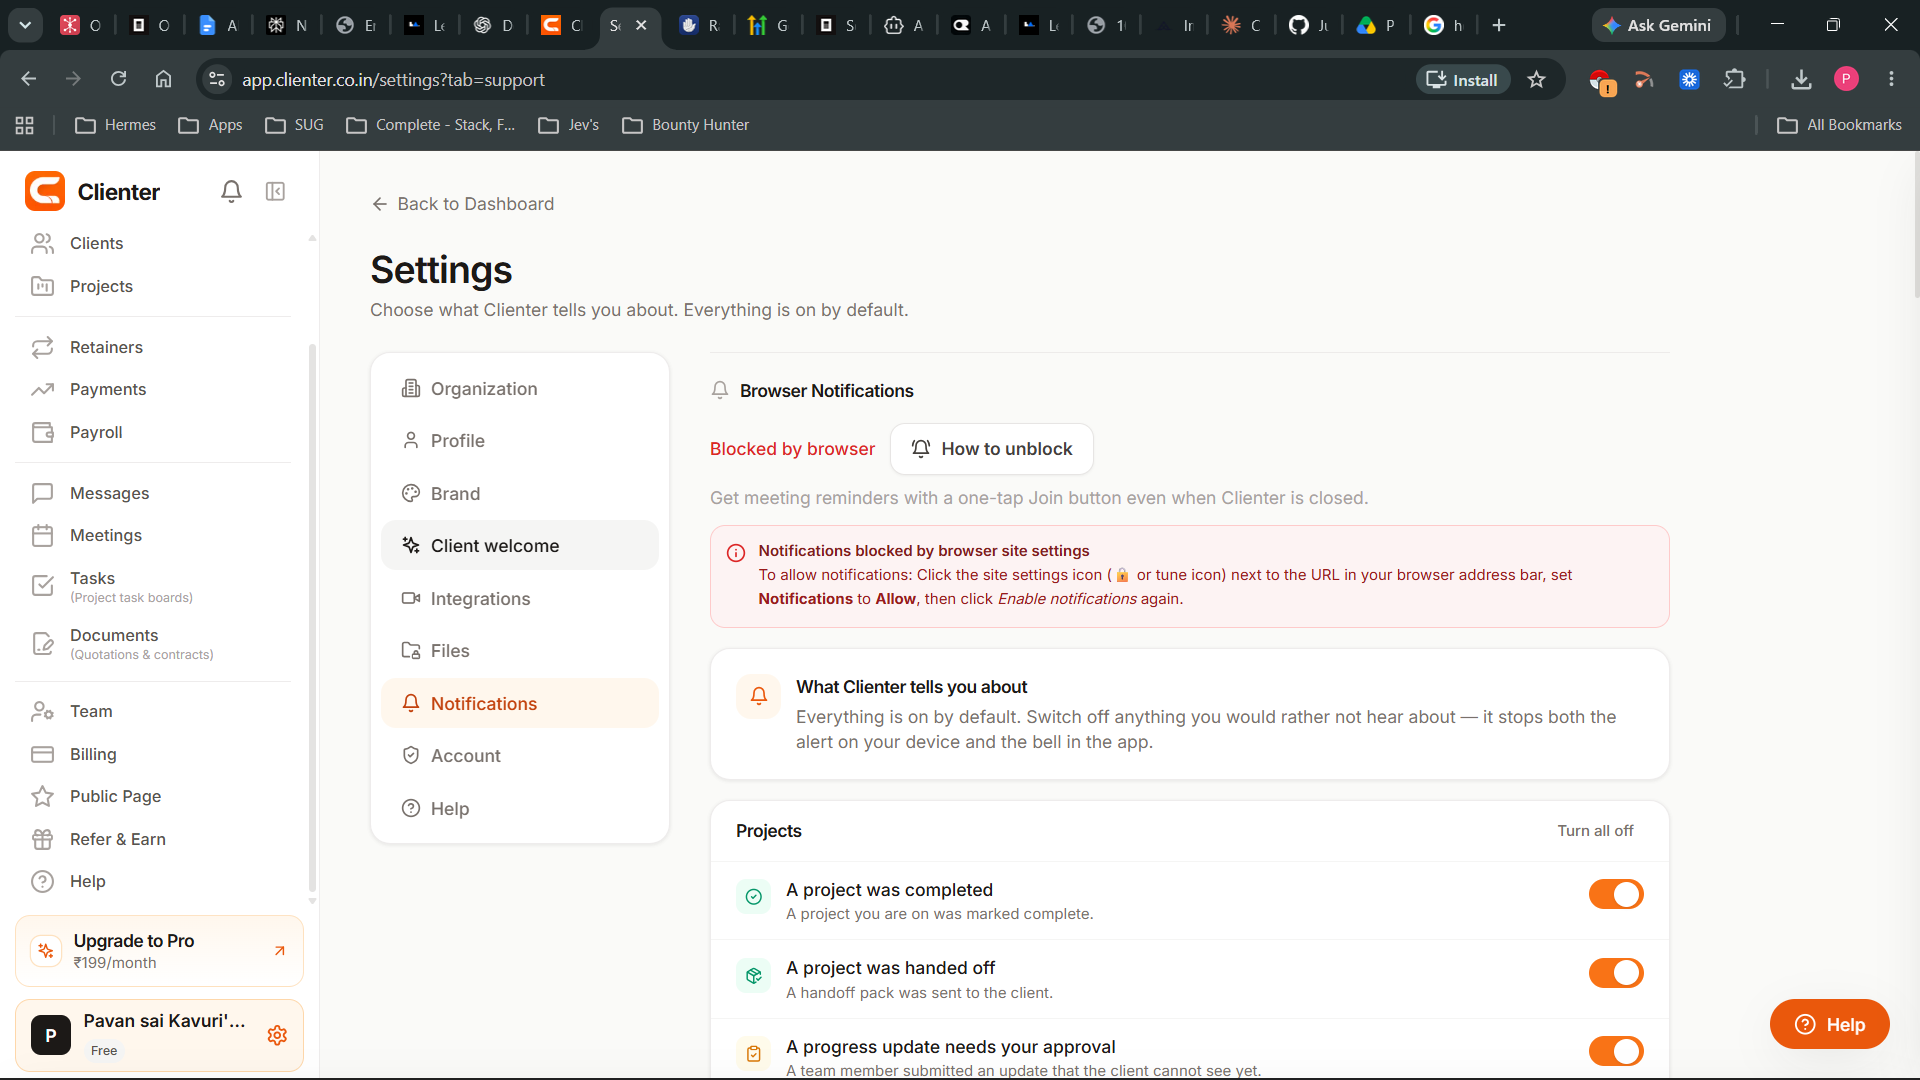 O
O
A
N
Er
Le
D
Cl
Se
R
G
S
A
A
Le
10
In
C
Ju
P
h
Ask Gemini
app.clienter.co.in/settings?tab=support
Install
P
Hermes
Apps
SUG
Complete - Stack, F...
Jev's
Bounty Hunter
All Bookmarks
Clienter
Clients
Projects
Retainers
Payments
Payroll
Messages
Meetings
Tasks
(Project task boards)
Documents
(Quotations & contracts)
Team
Billing
Public Page
Refer & Earn
Help
Upgrade to Pro
₹199/month
P
Pavan sai Kavuri'...
Free
Back to Dashboard
Settings
Choose what Clienter tells you about. Everything is on by default.
Organization
Profile
Brand
Client welcome
Integrations
Files
Notifications
Account
Help
Browser Notifications
Blocked by browser
How to unblock
Get meeting reminders with a one-tap Join button even when Clienter is closed.
Notifications blocked by browser site settings
To allow notifications: Click the site settings icon (🔒 or tune icon) next to the URL in your browser address bar, set
Notifications to Allow, then click Enable notifications again.
What Clienter tells you about
Everything is on by default. Switch off anything you would rather not hear about — it stops both the
alert on your device and the bell in the app.
Projects
Turn all off
A project was completed
A project you are on was marked complete.
A project was handed off
A handoff pack was sent to the client.
A progress update needs your approval
A team member submitted an update that the client cannot see yet.
Help